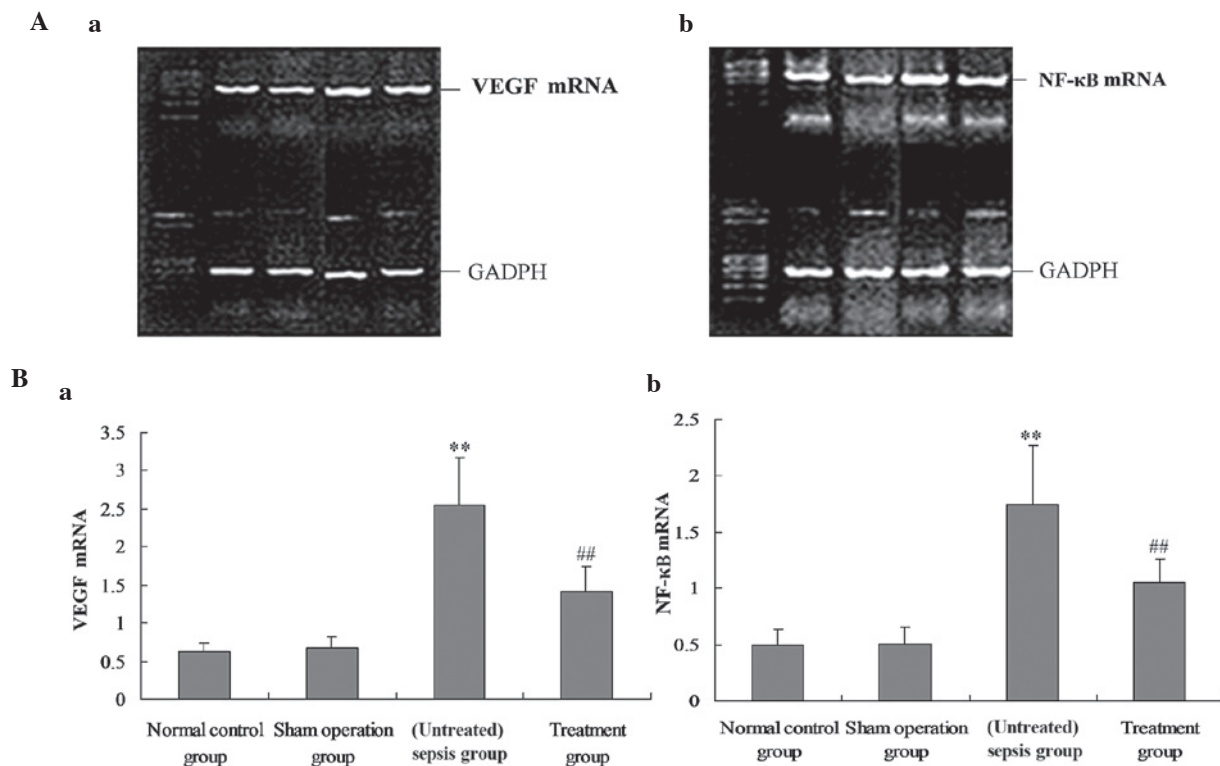 A a
VEGF mRNA
GADPH
b
NF-κB mRNA
GADPH
B a
VEGF mRNA
3.5
3
2.5
2
1.5
1
0.5
0
**
##
Normal control group
Sham operation group
(Untreated) sepsis group
Treatment group
b
NF-κB mRNA
2.5
2
1.5
1
0.5
0
**
##
Normal control group
Sham operation group
(Untreated) sepsis group
Treatment group